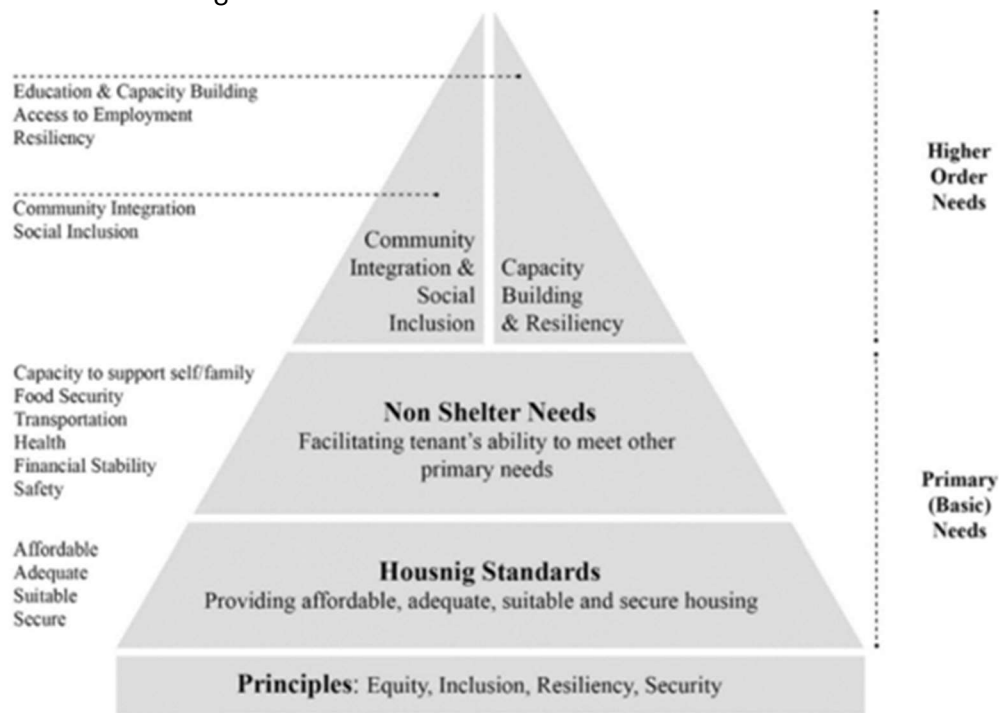 Education & Capacity Building
Access to Employment
Resiliency
Community Integration
Social Inclusion
Community
Integration &
Social
Inclusion
Capacity
Building
& Resiliency
Higher
Order
Needs
Capacity to support self/family
Food Security
Transportation
Health
Financial Stability
Safety
Non Shelter Needs
Facilitating tenant's ability to meet other
primary needs
Primary
(Basic)
Needs
Affordable
Adequate
Suitable
Secure
Housnig Standards
Providing affordable, adequate, suitable and secure housing
Principles: Equity, Inclusion, Resiliency, Security